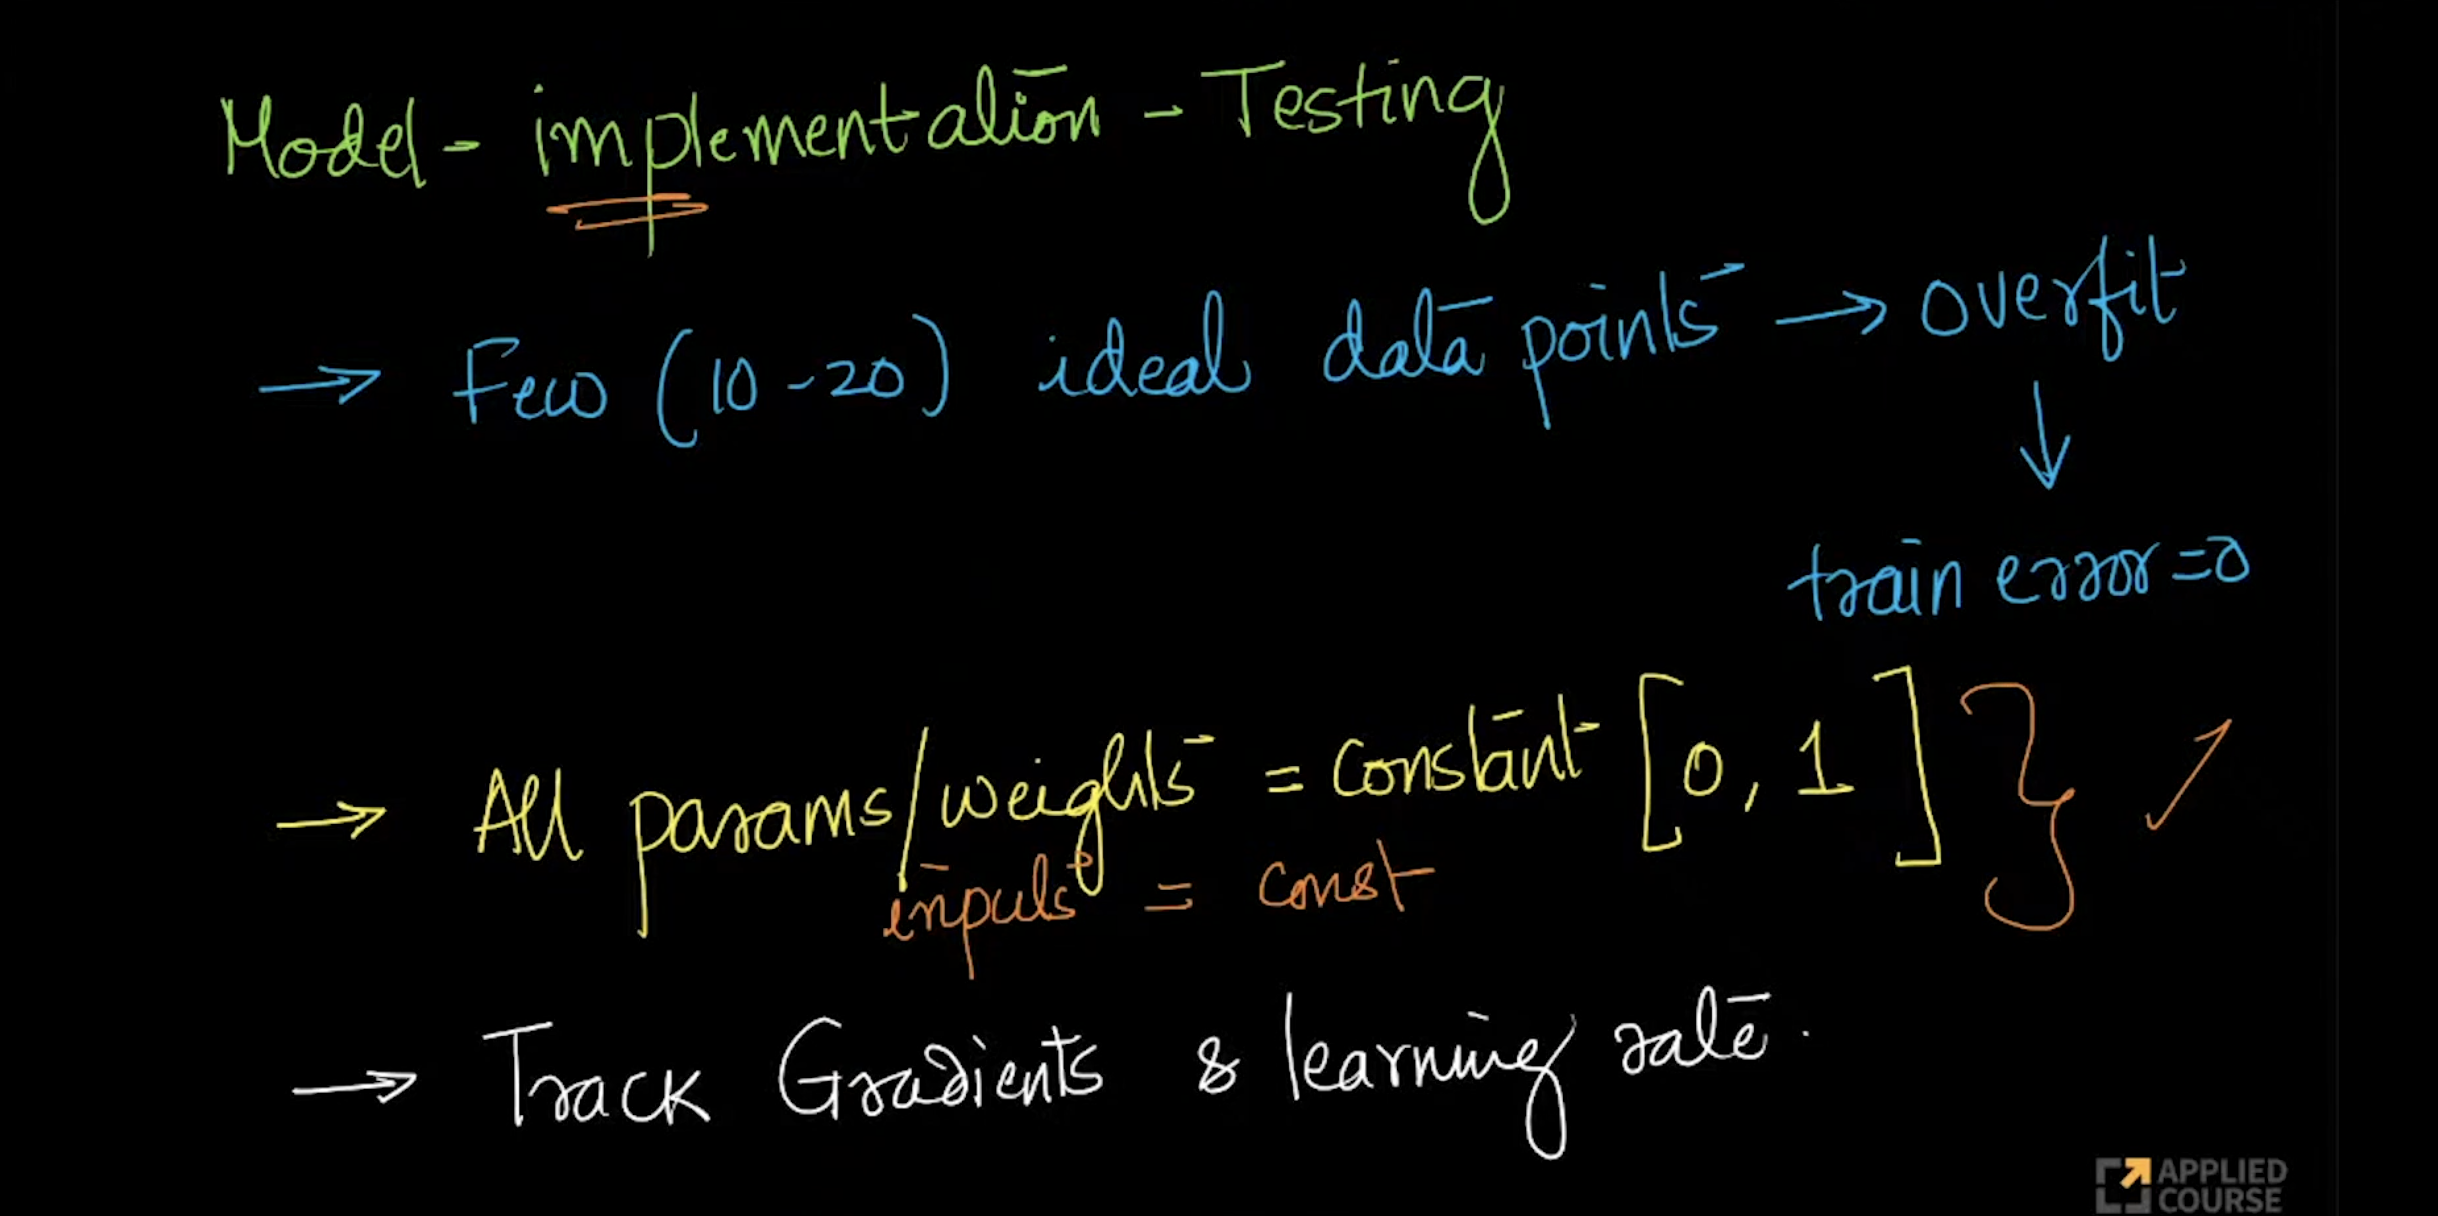 Model - implementation - Testing
→ Few (10-20) ideal data points → overfit
↓
train error=0
→ All params/weights = constant [0, 1] } ✓
inputs = const
→ Track Gradients & learning rate.
APPLIED
COURSE